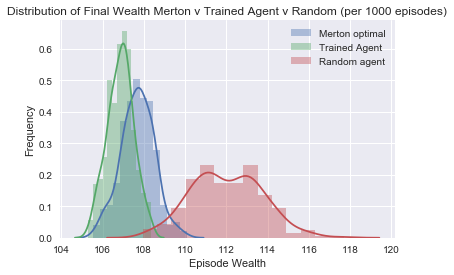 Distribution of Final Wealth Merton v Trained Agent v Random (per 1000 episodes)
Merton optimal
Trained Agent
Random agent
Frequency
0.6
0.5
0.4
0.3
0.2
0.1
0.0
104 106 108 110 112 114 116 118 120
Episode Wealth